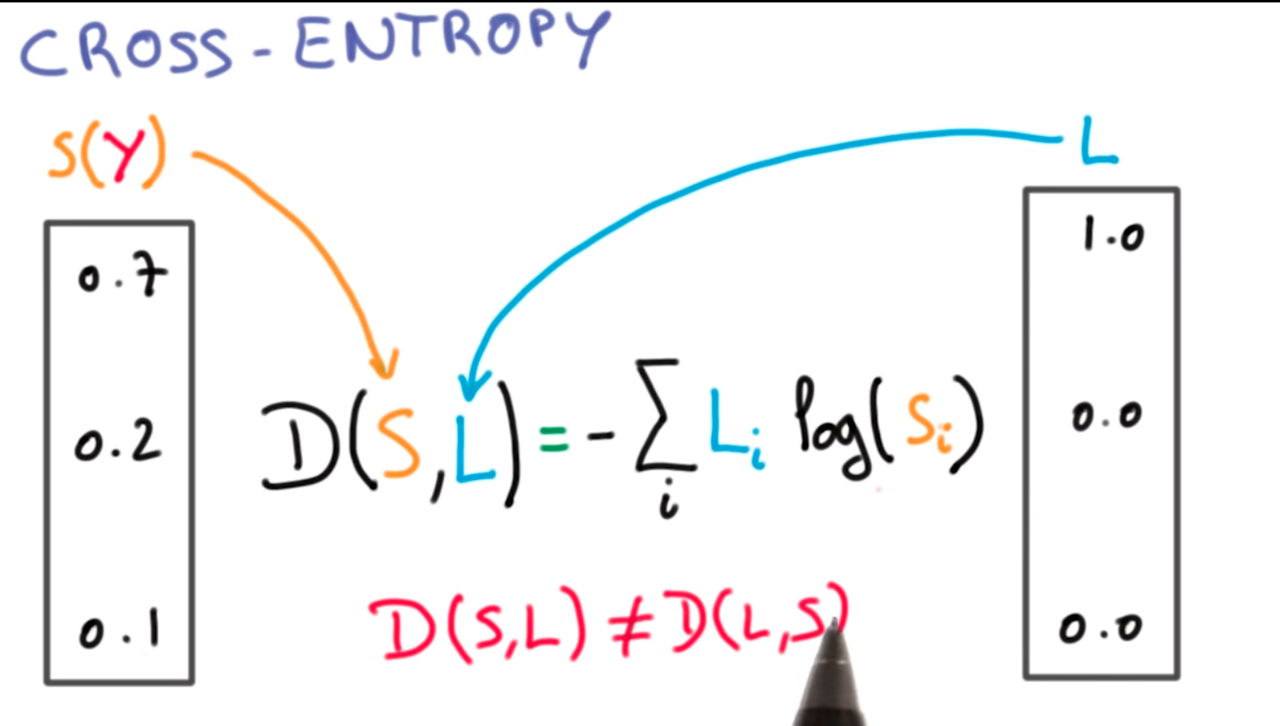 CROSS-ENTROPY
S(Y)
L
0.7
0.2
0.1
D(S,L) = - ∑ᵢ Lᵢ log(Sᵢ)
1.0
0.0
0.0
D(S,L) ≠ D(L,S)